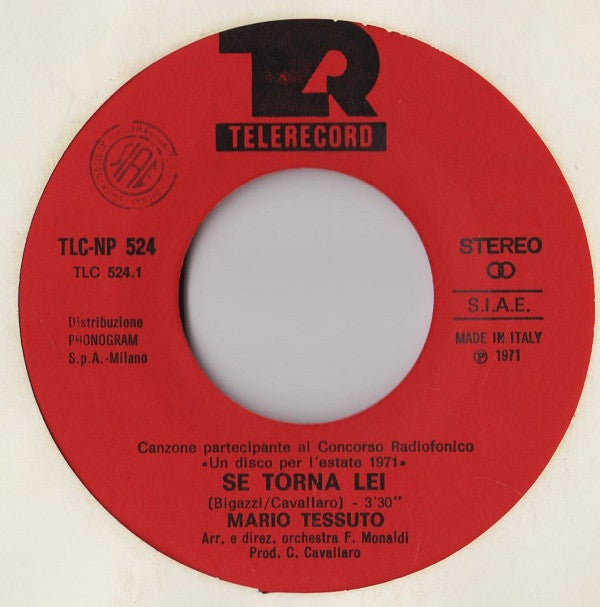 TR
TELERECORD
SIAE
TLC-NP 524
TLC 524.1
Distribuzione
PHONOGRAM
S.p.A.-Milano
STEREO
S.I.A.E.
MADE IN ITALY
℗ 1971
Canzone partecipante al Concorso Radiofonico
«Un disco per l'estate 1971»
SE TORNA LEI
(Bigazzi/Cavallaro) - 3'30"
MARIO TESSUTO
Arr. e direz. orchestra F. Monaldi
Prod. C. Cavallaro